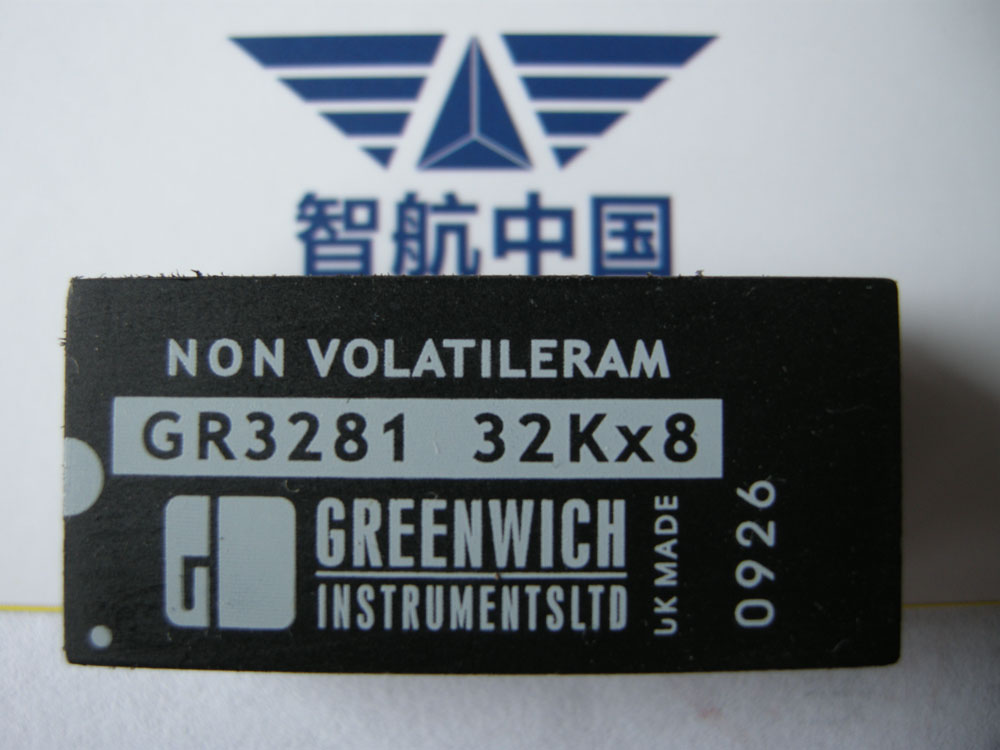 智航中国
NON VOLATILERAM
GR3281 32Kx8
GREENWICH
INSTRUMENTSLTD
UK MADE
0926